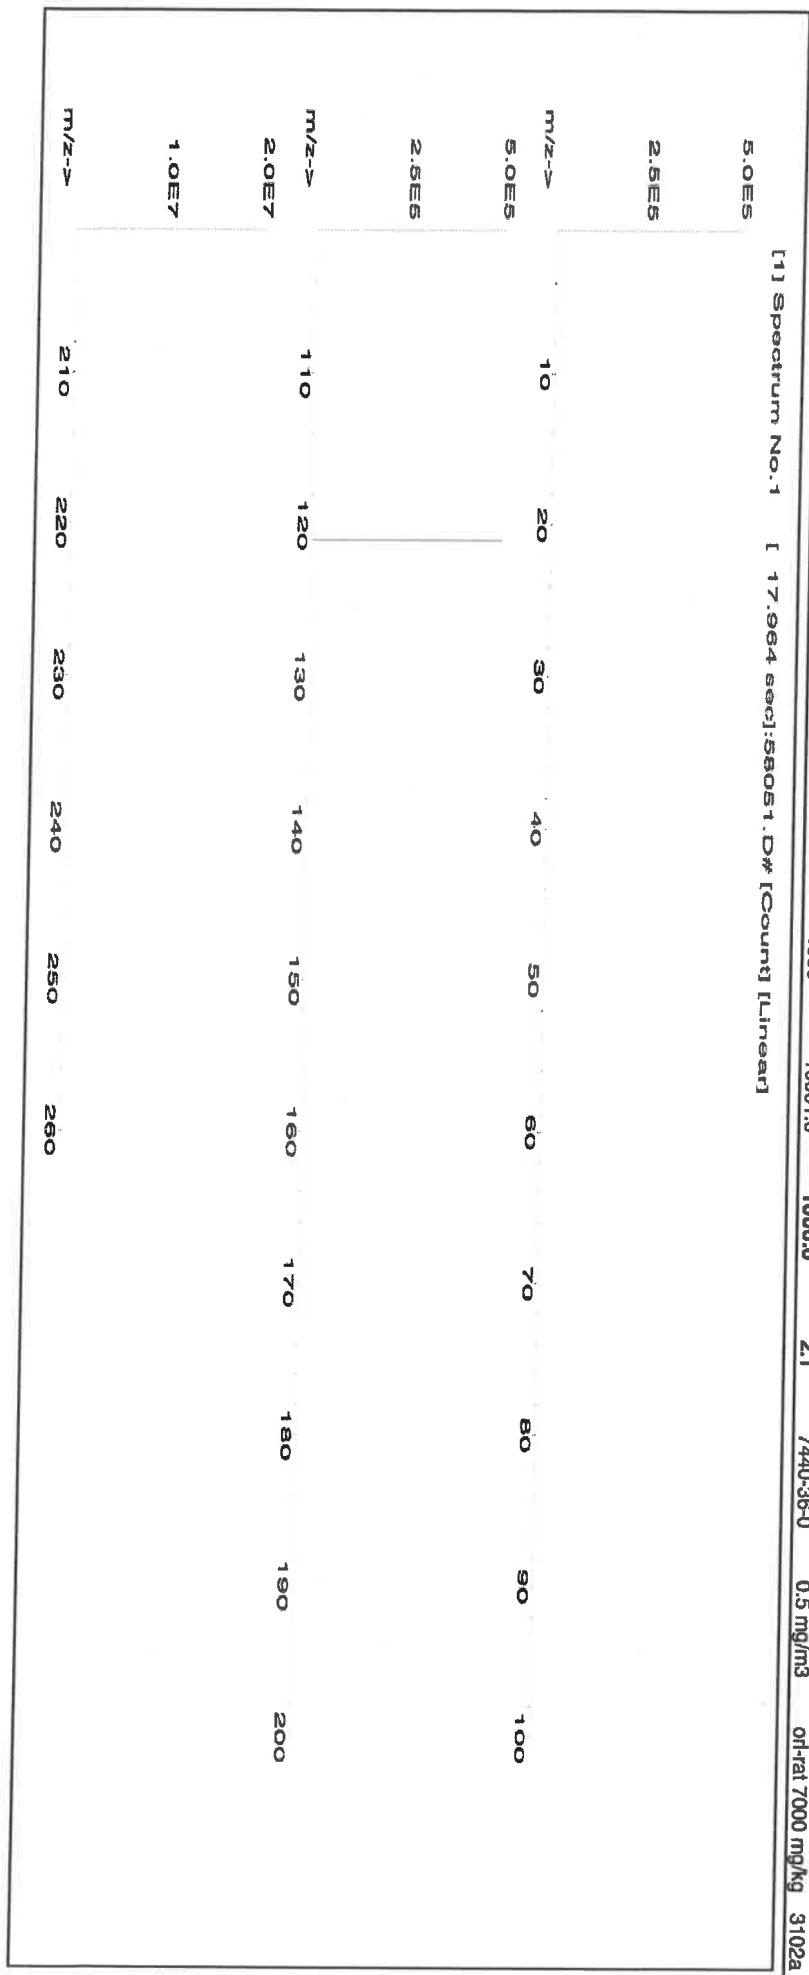 2.1 7440-36-0 0.5 mg/m3 orl-rat 7000 mg/kg 3102a
[1] Spectrum No.1 [ 17.964 sec]:58051.D# [Count] [Linear]
5.0E5
2.5E5
m/z-> 10 20 30 40 50 60 70 80 90 100
5.0E6
2.5E6
m/z-> 110 120 130 140 150 160 170 180 190 200
2.0E7
1.0E7
m/z-> 210 220 230 240 250 260